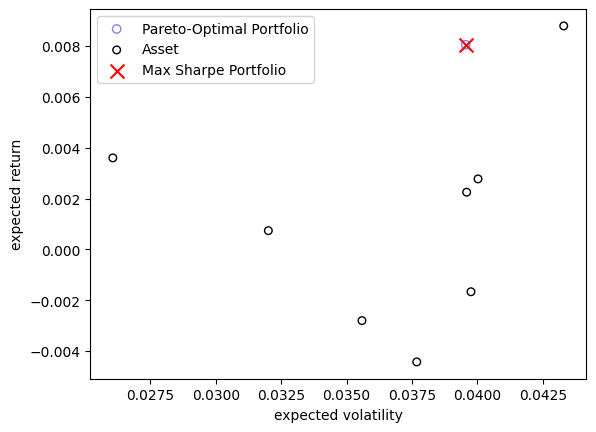 Pareto-Optimal Portfolio
Asset
Max Sharpe Portfolio
0.008
0.006
0.004
0.002
0.000
−0.002
−0.004
expected return
0.0275
0.0300
0.0325
0.0350
0.0375
0.0400
0.0425
expected volatility